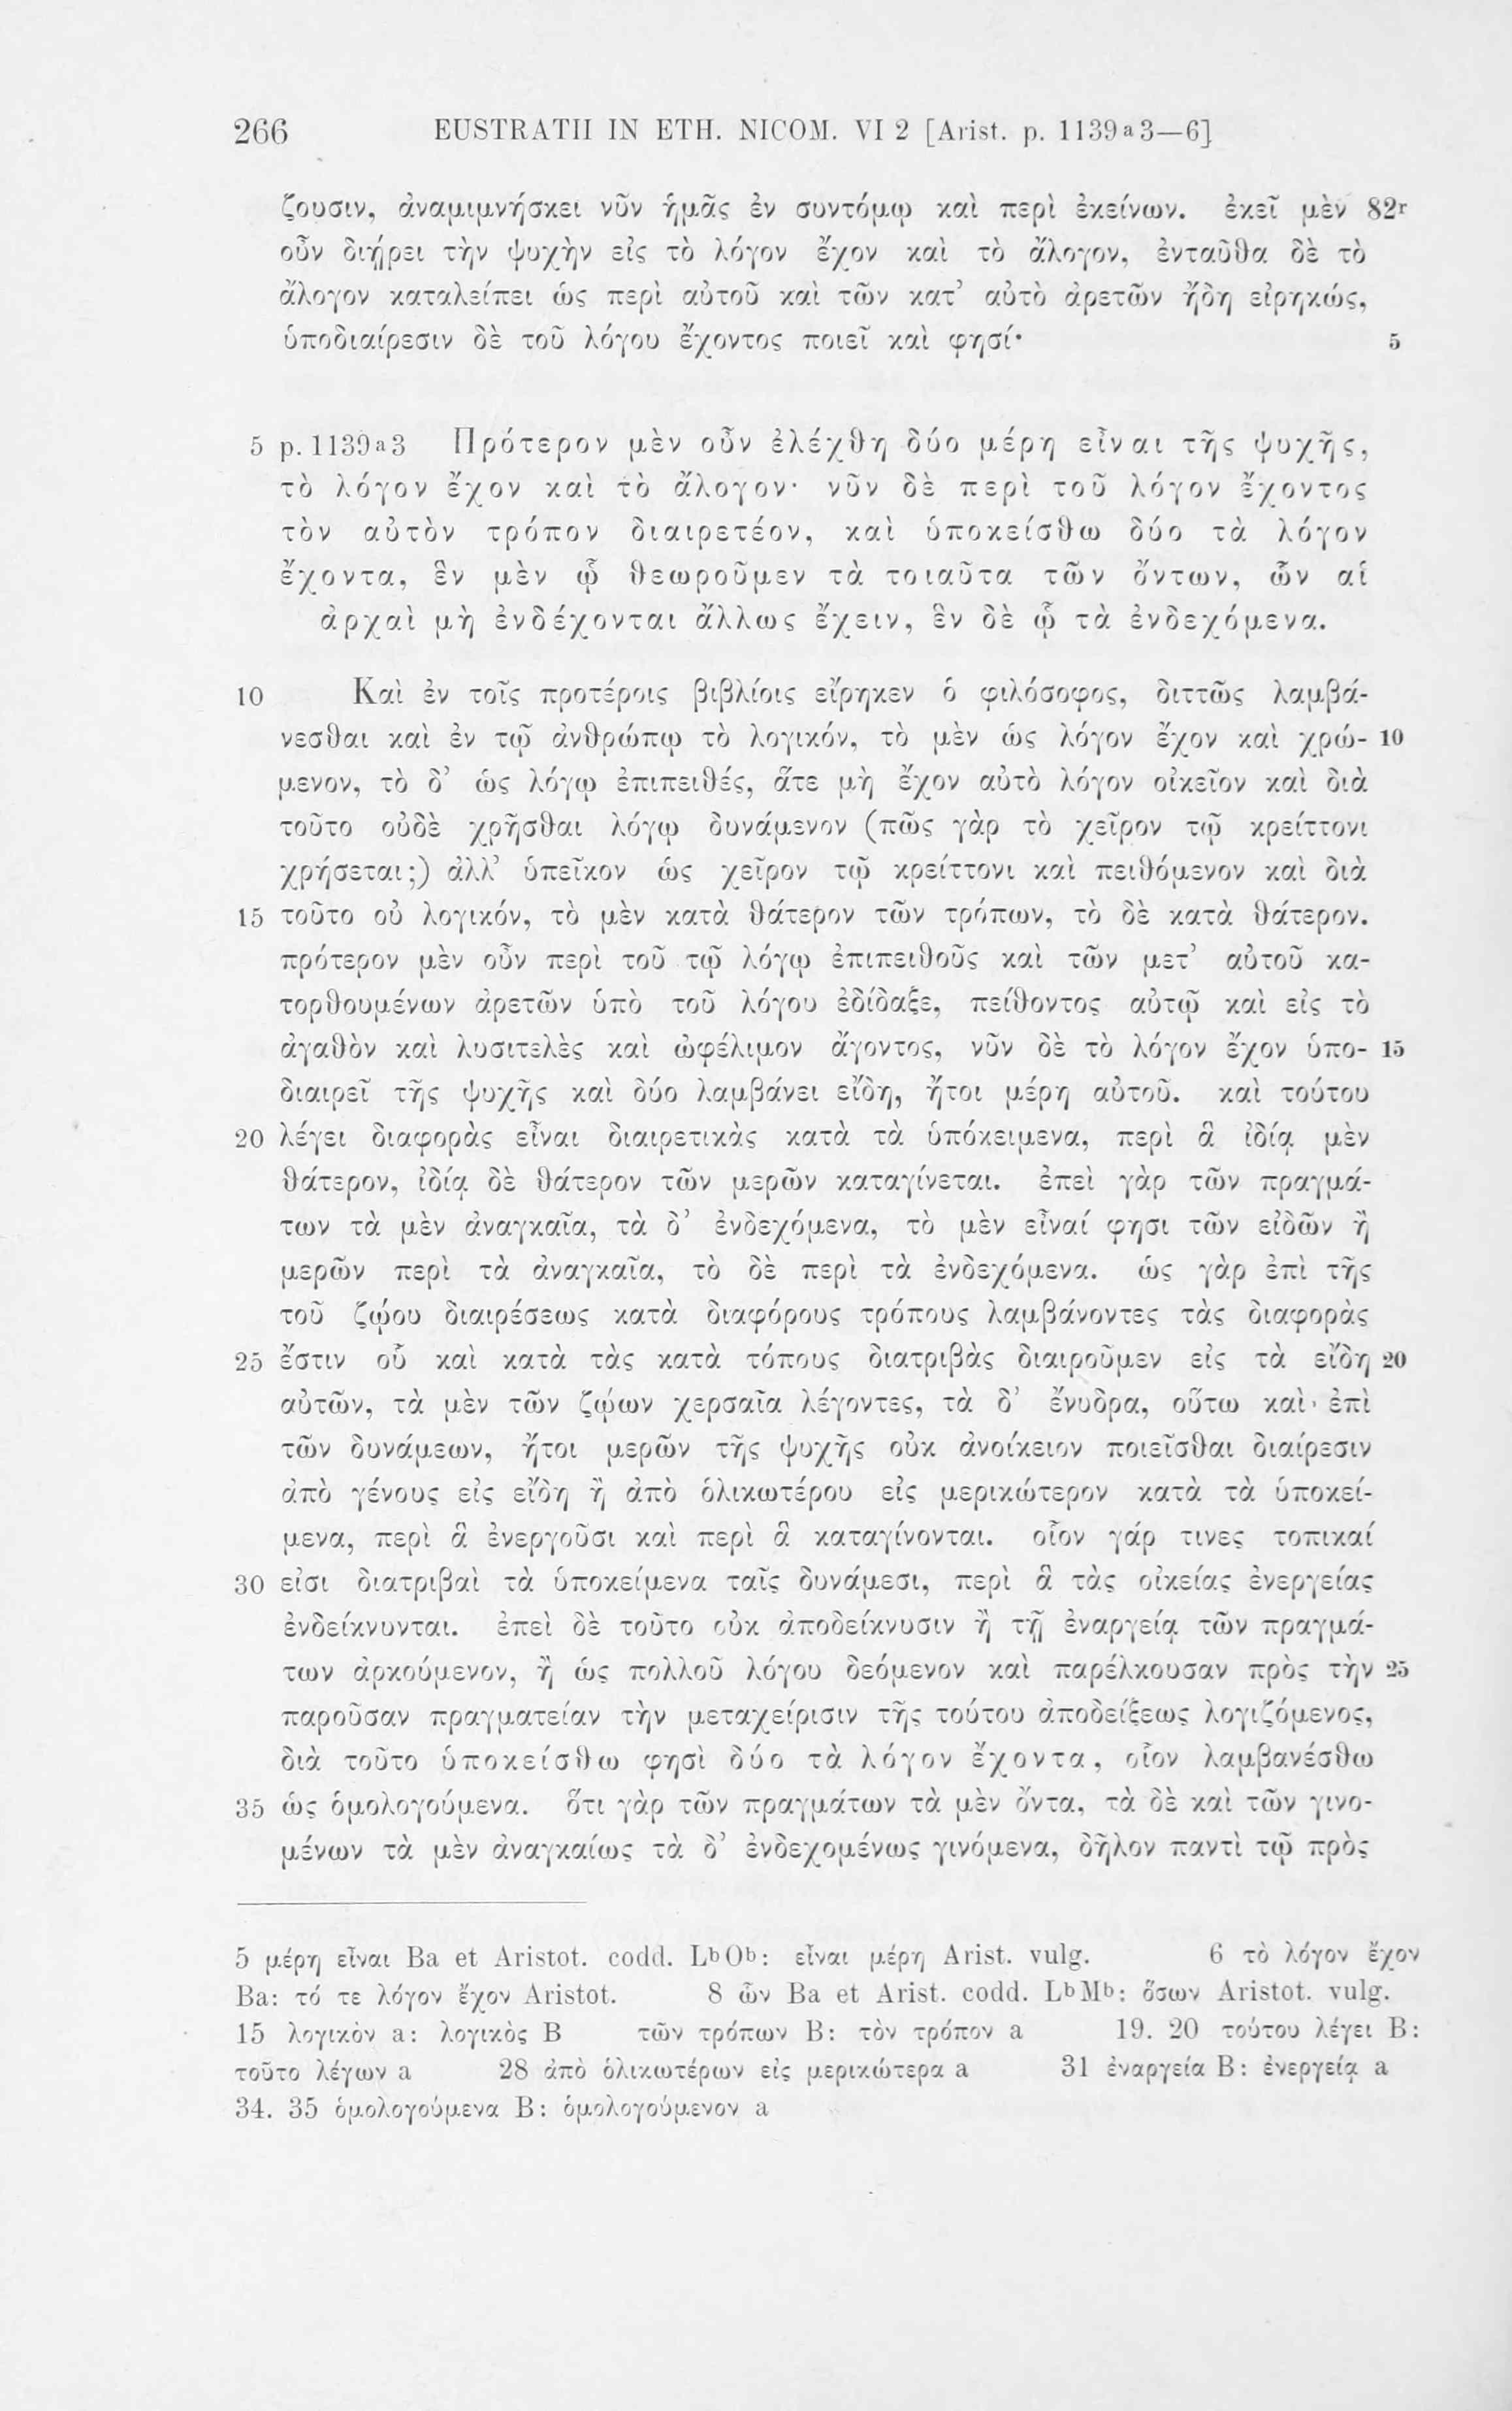 266 EUSTRATII IN ETH. NICOM. VI 2 [Arist. p. 1139a3—6]
ζουσιν, ἀναμιμνήσκει νῦν ἡμᾶς ἐν συντόμῳ καὶ περὶ ἐκείνων. ἐκεῖ μὲν 82r
οὖν διῄρει τὴν ψυχὴν εἰς τὸ λόγον ἔχον καὶ τὸ ἄλογον, ἐνταῦθα δὲ τὸ
ἄλογον καταλείπει ὡς περὶ αὐτοῦ καὶ τῶν κατ’ αὐτὸ ἀρετῶν ἤδη εἰρηκώς,
ὑποδιαίρεσιν δὲ τοῦ λόγου ἔχοντος ποιεῖ καὶ φησί· 5
5 p. 1139a3 Πρότερον μὲν οὖν ἐλέχθη δύο μέρη εἶναι τῆς ψυχῆς,
τὸ λόγον ἔχον καὶ τὸ ἄλογον· νῦν δὲ περὶ τοῦ λόγον ἔχοντος
τὸν αὐτὸν τρόπον διαιρετέον, καὶ ὑποκείσθω δύο τὰ λόγον
ἔχοντα, ἓν μὲν ᾧ θεωροῦμεν τὰ τοιαῦτα τῶν ὄντων, ὧν αἱ
ἀρχαὶ μὴ ἐνδέχονται ἄλλως ἔχειν, ἓν δὲ ᾧ τὰ ἐνδεχόμενα.
10 Καὶ ἐν τοῖς προτέροις βιβλίοις εἴρηκεν ὁ φιλόσοφος, διττῶς λαμβά-
νεσθαι καὶ ἐν τῷ ἀνθρώπῳ τὸ λογικόν, τὸ μὲν ὡς λόγον ἔχον καὶ χρώ- 10
μενον, τὸ δ’ ὡς λόγῳ ἐπιπειθές, ἅτε μὴ ἔχον αὐτὸ λόγον οἰκεῖον καὶ διὰ
τοῦτο οὐδὲ χρῆσθαι λόγῳ δυνάμενον (πῶς γὰρ τὸ χεῖρον τῷ κρείττονι
χρήσεται;) ἀλλ’ ὑπεῖκον ὡς χεῖρον τῷ κρείττονι καὶ πειθόμενον καὶ διὰ
15 τοῦτο οὐ λογικόν, τὸ μὲν κατὰ θάτερον τῶν τρόπων, τὸ δὲ κατὰ θάτερον.
πρότερον μὲν οὖν περὶ τοῦ τῷ λόγῳ ἐπιπειθοῦς καὶ τῶν μετ’ αὐτοῦ κα-
τορθουμένων ἀρετῶν ὑπὸ τοῦ λόγου ἐδίδαξε, πείθοντος αὐτῷ καὶ εἰς τὸ
ἀγαθὸν καὶ λυσιτελὲς καὶ ὠφέλιμον ἄγοντος, νῦν δὲ τὸ λόγον ἔχον ὑπο- 15
διαιρεῖ τῆς ψυχῆς καὶ δύο λαμβάνει εἴδη, ἤτοι μέρη αὐτοῦ. καὶ τούτου
20 λέγει διαφορὰς εἶναι διαιρετικὰς κατὰ τὰ ὑπόκειμενα, περὶ ἃ ἰδίᾳ μὲν
θάτερον, ἰδίᾳ δὲ θάτερον τῶν μερῶν καταγίνεται. ἐπεὶ γὰρ τῶν πραγμά-
των τὰ μὲν ἀναγκαῖα, τὰ δ’ ἐνδεχόμενα, τὸ μὲν εἶναί φησι τῶν εἰδῶν ἢ
μερῶν περὶ τὰ ἀναγκαῖα, τὸ δὲ περὶ τὰ ἐνδεχόμενα. ὡς γὰρ ἐπὶ τῆς
τοῦ ζῴου διαιρέσεως κατὰ διαφόρους τρόπους λαμβάνοντες τὰς διαφορὰς
25 ἔστιν οὗ καὶ κατὰ τὰς κατὰ τόπους διατριβὰς διαιροῦμεν εἰς τὰ εἴδη 20
αὐτῶν, τὰ μὲν τῶν ζῴων χερσαῖα λέγοντες, τὰ δ’ ἔνυδρα, οὕτω καὶ ἐπὶ
τῶν δυνάμεων, ἤτοι μερῶν τῆς ψυχῆς οὐκ ἀνοίκειον ποιεῖσθαι διαίρεσιν
ἀπὸ γένους εἰς εἴδη ἢ ἀπὸ ὁλικωτέρου εἰς μερικώτερον κατὰ τὰ ὑποκεί-
μενα, περὶ ἃ ἐνεργοῦσι καὶ περὶ ἃ καταγίνονται. οἷον γάρ τινες τοπικαί
30 εἰσι διατριβαὶ τὰ ὑποκείμενα ταῖς δυνάμεσι, περὶ ἃ τὰς οἰκείας ἐνεργείας
ἐνδείκνυνται. ἐπεὶ δὲ τοῦτο οὐκ ἀποδείκνυσιν ἢ τῇ ἐναργείᾳ τῶν πραγμά-
των ἀρκούμενον, ἢ ὡς πολλοῦ λόγου δεόμενον καὶ παρέλκουσαν πρὸς τὴν 25
παροῦσαν πραγματείαν τὴν μεταχείρισιν τῆς τούτου ἀποδείξεως λογιζόμενος,
διὰ τοῦτο ὑποκείσθω φησὶ δύο τὰ λόγον ἔχοντα, οἷον λαμβανέσθω
35 ὡς ὁμολογούμενα. ὅτι γὰρ τῶν πραγμάτων τὰ μὲν ὄντα, τὰ δὲ καὶ τῶν γινο-
μένων τὰ μὲν ἀναγκαίως τὰ δ’ ἐνδεχομένως γινόμενα, δῆλον παντὶ τῷ πρὸς
5 μέρη εἶναι Ba et Aristot. codd. LbOb: εἶναι μέρη Arist. vulg. 6 τὸ λόγον ἔχον
Ba: τό τε λόγον ἔχον Aristot. 8 ὧν Ba et Arist. codd. LbMb: ὅσων Aristot. vulg.
15 λογικὸν a: λογικὸς B τῶν τρόπων B: τὸν τρόπον a 19. 20 τούτου λέγει B:
τοῦτο λέγων a 28 ἀπὸ ὁλικωτέρων εἰς μερικώτερα a 31 ἐναργεία B: ἐνεργείᾳ a
34. 35 ὁμολογούμενα B: ὁμολογούμενον a